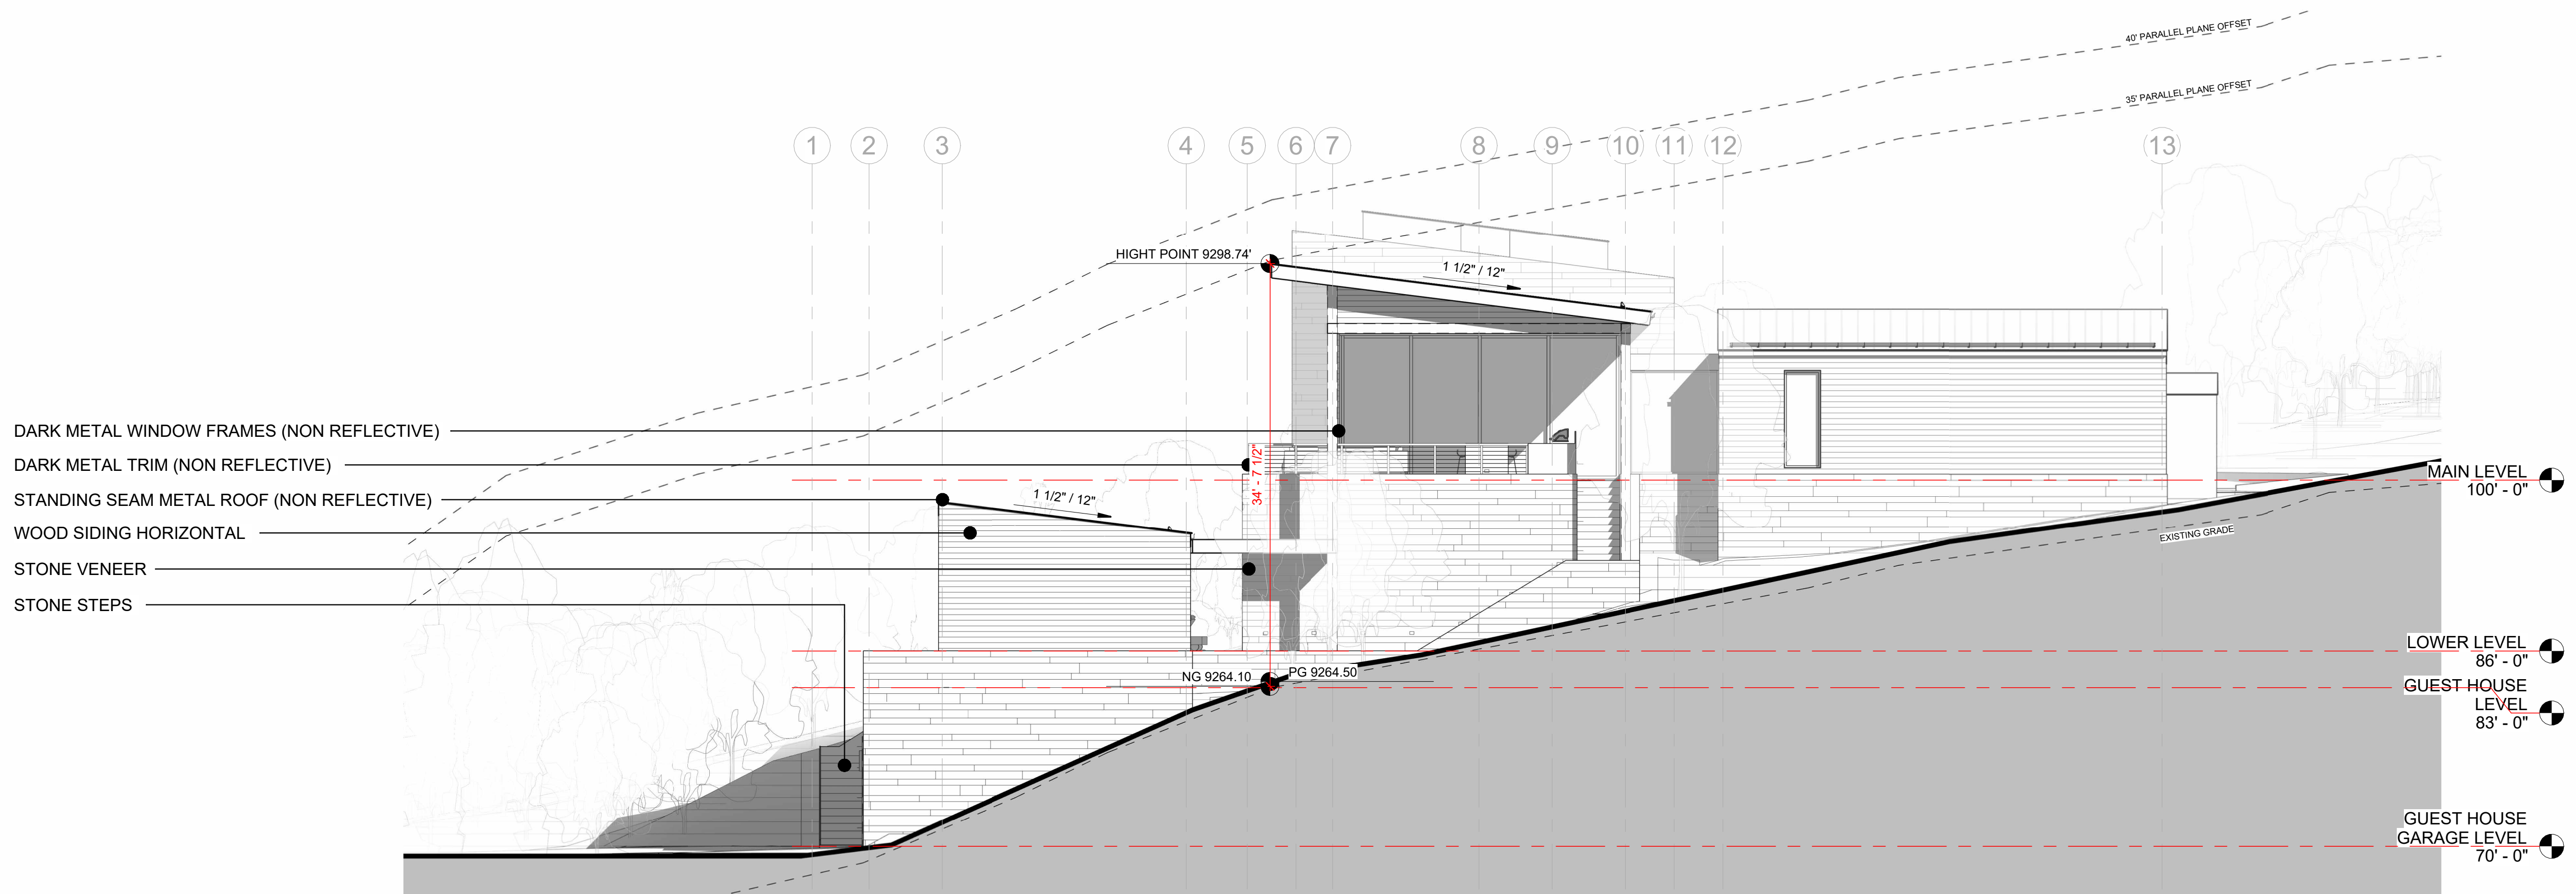 40' PARALLEL PLANE OFFSET
35' PARALLEL PLANE OFFSET
1 2 3 4 5 6 7 8 9 10 11 12 13
HIGHT POINT 9298.74'
1 1/2" / 12"
DARK METAL WINDOW FRAMES (NON REFLECTIVE)
DARK METAL TRIM (NON REFLECTIVE)
34' - 7 1/2"
STANDING SEAM METAL ROOF (NON REFLECTIVE)
1 1/2" / 12"
WOOD SIDING HORIZONTAL
STONE VENEER
STONE STEPS
MAIN LEVEL
100' - 0"
EXISTING GRADE
LOWER LEVEL
86' - 0"
NG 9264.10
PG 9264.50
GUEST HOUSE
LEVEL
83' - 0"
GUEST HOUSE
GARAGE LEVEL
70' - 0"